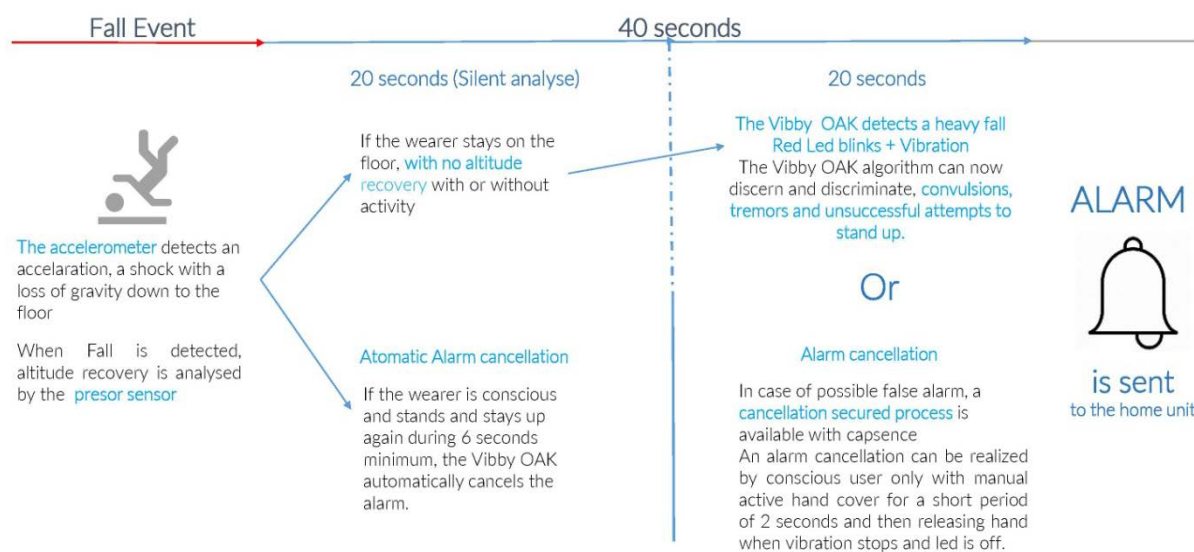 Fall Event
40 seconds
20 seconds (Silent analyse)
20 seconds
The accelerometer detects an
accelaration, a shock with a
loss of gravity down to the
floor
When Fall is detected,
altitude recovery is analysed
by the presor sensor
If the wearer stays on the
floor, with no altitude
recovery with or without
activity
Atomatic Alarm cancellation
If the wearer is conscious
and stands and stays up
again during 6 seconds
minimum, the Vibby OAK
automatically cancels the
alarm.
The Vibby OAK detects a heavy fall
Red Led blinks + Vibration
The Vibby OAK algorithm can now
discern and discriminate, convulsions,
tremors and unsuccessful attempts to
stand up.
Or
Alarm cancellation
In case of possible false alarm, a
cancellation secured process is
available with capsence
An alarm cancellation can be realized
by conscious user only with manual
active hand cover for a short period
of 2 seconds and then releasing hand
when vibration stops and led is off.
ALARM
is sent
to the home unit